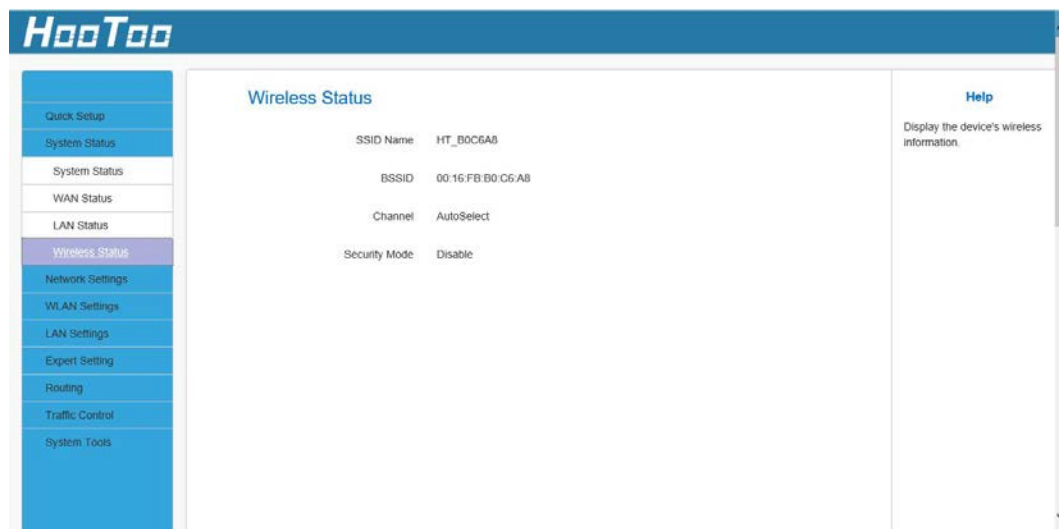 HooToo
Quick Setup
System Status
System Status
WAN Status
LAN Status
Wireless Status
Network Settings
WLAN Settings
LAN Settings
Expert Setting
Routing
Traffic Control
System Tools
Wireless Status
SSID Name HT_B0C6A8
BSSID 00:16:FB:B0:C6:A8
Channel AutoSelect
Security Mode Disable
Help
Display the device's wireless
information.